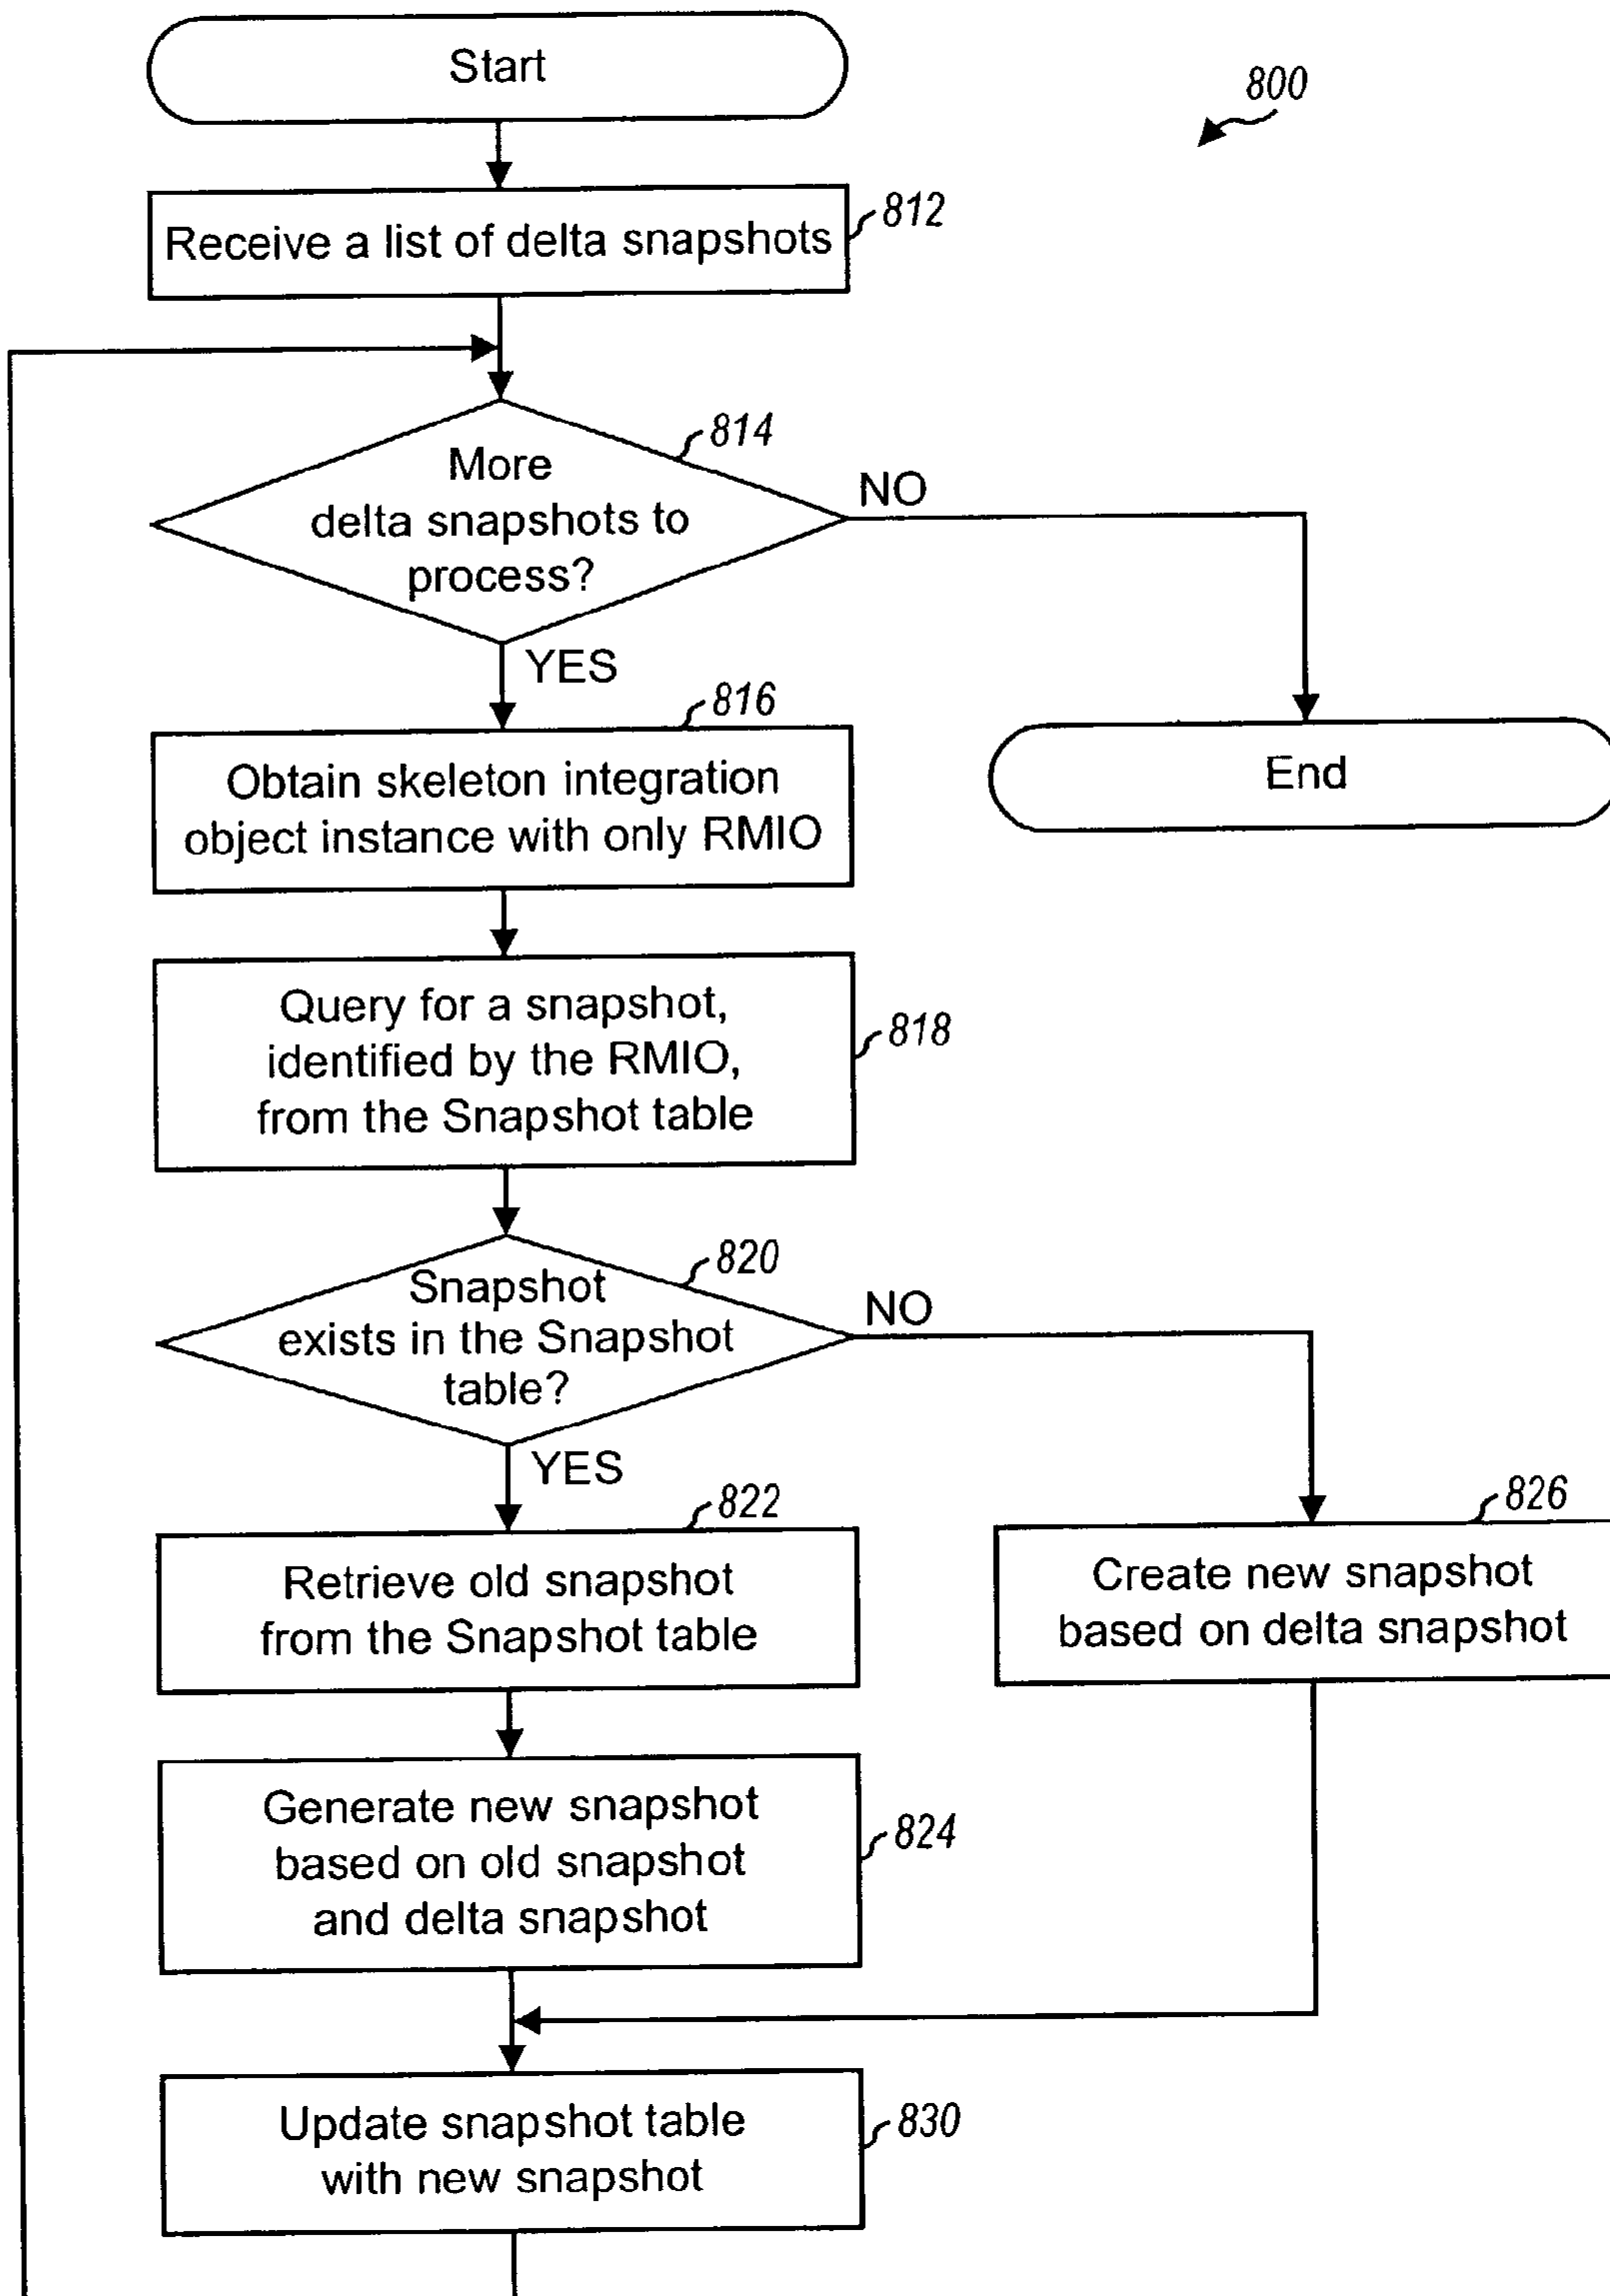 Start
800
Receive a list of delta snapshots
812
814
More
delta snapshots to
process?
NO
YES
816
Obtain skeleton integration
object instance with only RMIO
End
Query for a snapshot,
identified by the RMIO,
from the Snapshot table
818
820
Snapshot
exists in the Snapshot
table?
NO
YES
822
Retrieve old snapshot
from the Snapshot table
826
Create new snapshot
based on delta snapshot
Generate new snapshot
based on old snapshot
and delta snapshot
824
Update snapshot table
with new snapshot
830